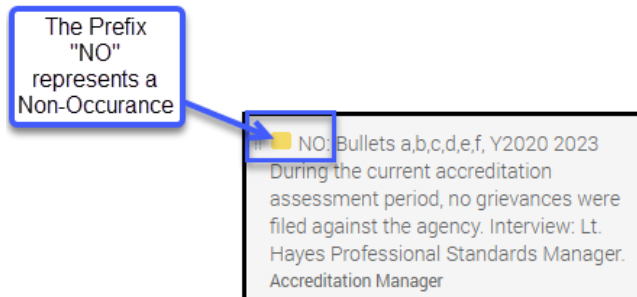 The Prefix
"NO"
represents a
Non-Occurance
NO: Bullets a,b,c,d,e,f, Y2020 2023
During the current accreditation
assessment period, no grievances were
filed against the agency. Interview: Lt.
Hayes Professional Standards Manager.
Accreditation Manager